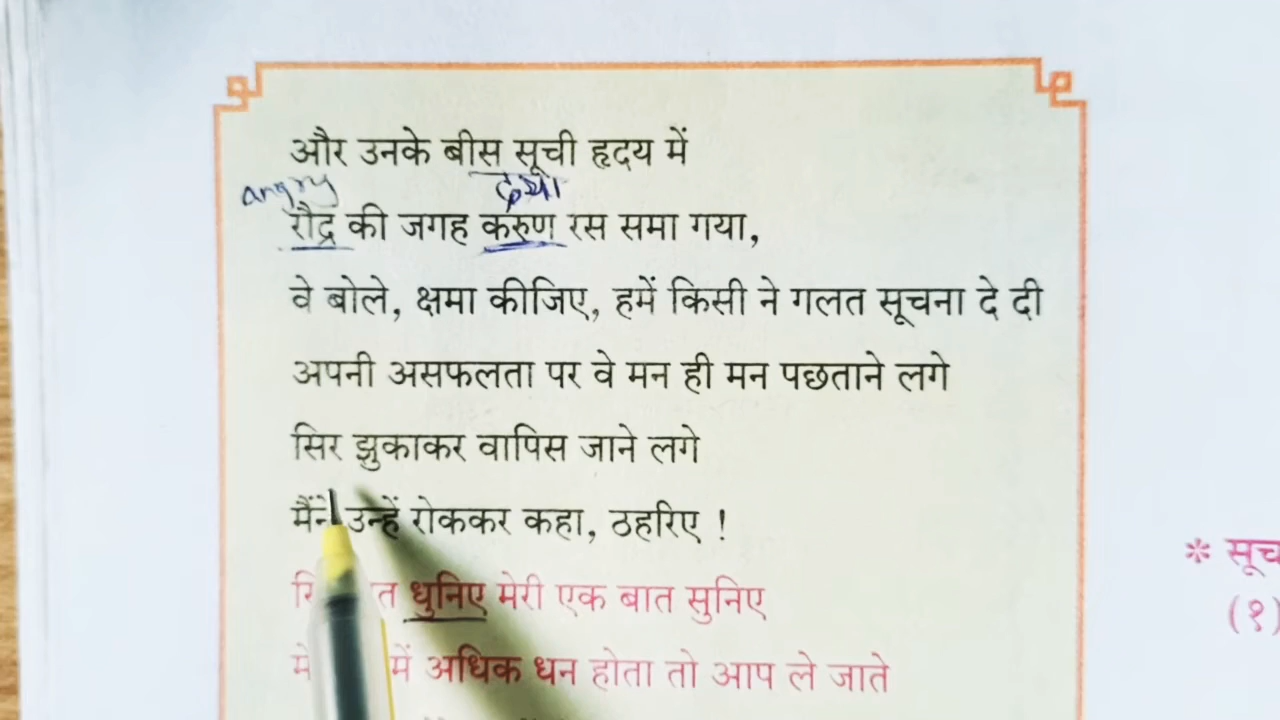 और उनके बीस सूची हृदय में
angry दया
रौद्र की जगह करुण रस समा गया,
वे बोले, क्षमा कीजिए, हमें किसी ने गलत सूचना दे दी
अपनी असफलता पर वे मन ही मन पछताने लगे
सिर झुकाकर वापिस जाने लगे
मैंने उन्हें रोककर कहा, ठहरिए !
धुनिए मेरी एक बात सुनिए
में अधिक धन होता तो आप ले जाते
* सूच
(१)